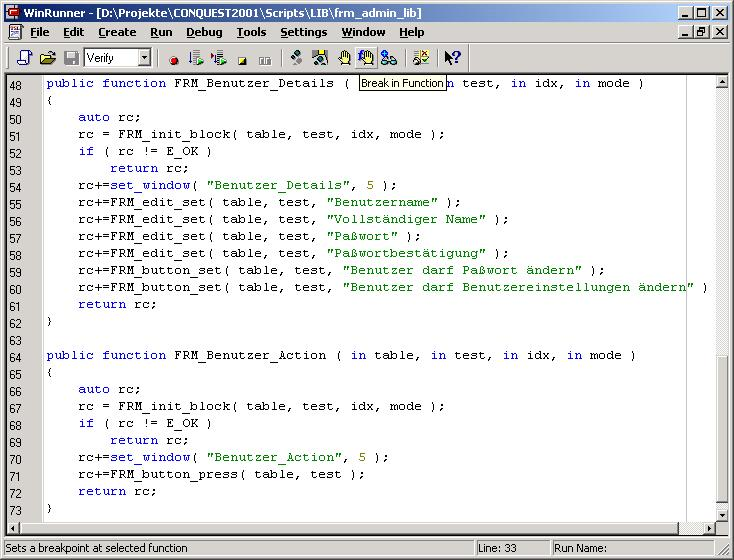 WinRunner - [D:\Projekte\CONQUEST2001\Scripts\LIB\frm_admin_lib]
File Edit Create Run Debug Tools Settings Window Help
Verify
Break in Function
48 public function FRM_Benutzer_Details ( n test, in idx, in mode )
49 {
50 auto rc;
51 rc = FRM_init_block( table, test, idx, mode );
52 if ( rc != E_OK )
53 return rc;
54 rc+=set_window( "Benutzer_Details", 5 );
55 rc+=FRM_edit_set( table, test, "Benutzername" );
56 rc+=FRM_edit_set( table, test, "Vollständiger Name" );
57 rc+=FRM_edit_set( table, test, "Paßwort" );
58 rc+=FRM_edit_set( table, test, "Paßwortbestätigung" );
59 rc+=FRM_button_set( table, test, "Benutzer darf Paßwort ändern" );
60 rc+=FRM_button_set( table, test, "Benutzer darf Benutzereinstellungen ändern" )
61 return rc;
62 }
63
64 public function FRM_Benutzer_Action ( in table, in test, in idx, in mode )
65 {
66 auto rc;
67 rc = FRM_init_block( table, test, idx, mode );
68 if ( rc != E_OK )
69 return rc;
70 rc+=set_window( "Benutzer_Action", 5 );
71 rc+=FRM_button_press( table, test );
72 return rc;
73 }
Sets a breakpoint at selected function Line: 33 Run Name: